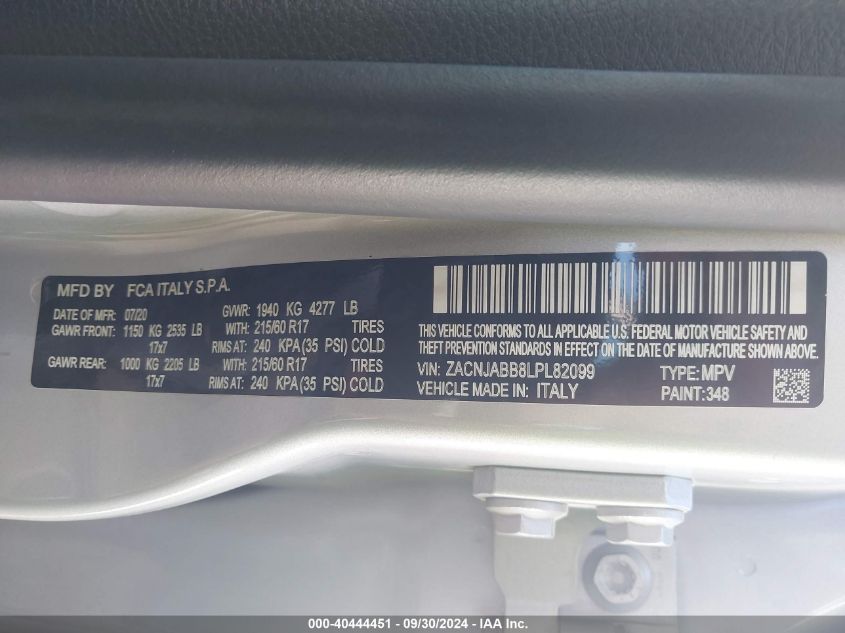 MFD BY FCA ITALY S.P.A.
DATE OF MFR: 07/20 GVWR: 1940 KG 4277 LB
GAWR FRONT: 1150 KG 2535 LB WITH: 215/60 R17 TIRES
17x7 RIMS AT: 240 KPA(35 PSI) COLD
GAWR REAR: 1000 KG 2205 LB WITH: 215/60 R17 TIRES
17x7 RIMS AT: 240 KPA(35 PSI) COLD
THIS VEHICLE CONFORMS TO ALL APPLICABLE U.S. FEDERAL MOTOR VEHICLE SAFETY AND
THEFT PREVENTION STANDARDS IN EFFECT ON THE DATE OF MANUFACTURE SHOWN ABOVE.
VIN: ZACNJABB8LPL82099 TYPE: MPV
VEHICLE MADE IN: ITALY PAINT: 348
000-40444451 - 09/30/2024 - IAA Inc.